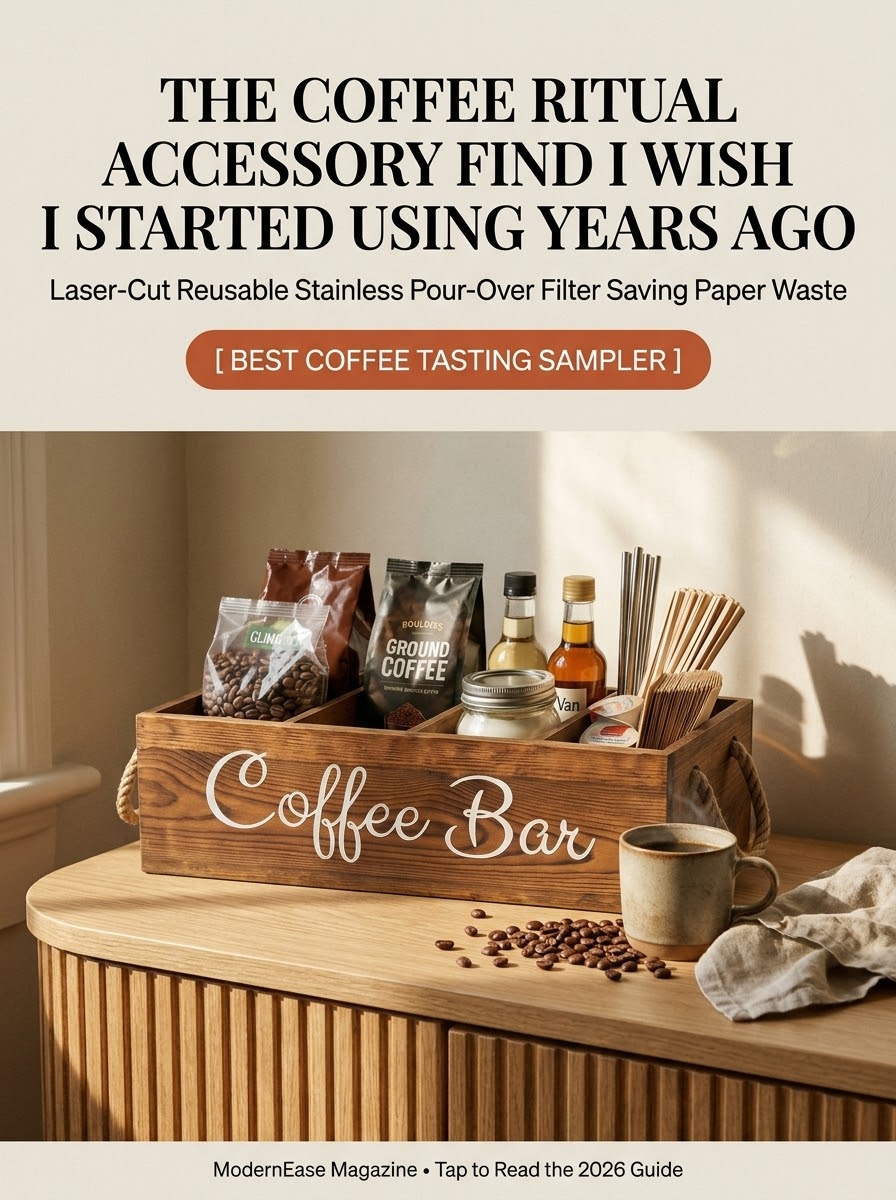 THE COFFEE RITUAL
ACCESSORY FIND I WISH
I STARTED USING YEARS AGO
Laser-Cut Reusable Stainless Pour-Over Filter Saving Paper Waste
[ BEST COFFEE TASTING SAMPLER ]
GROUND
COFFEE
Van
Coffee Bar
ModernEase Magazine • Tap to Read the 2026 Guide